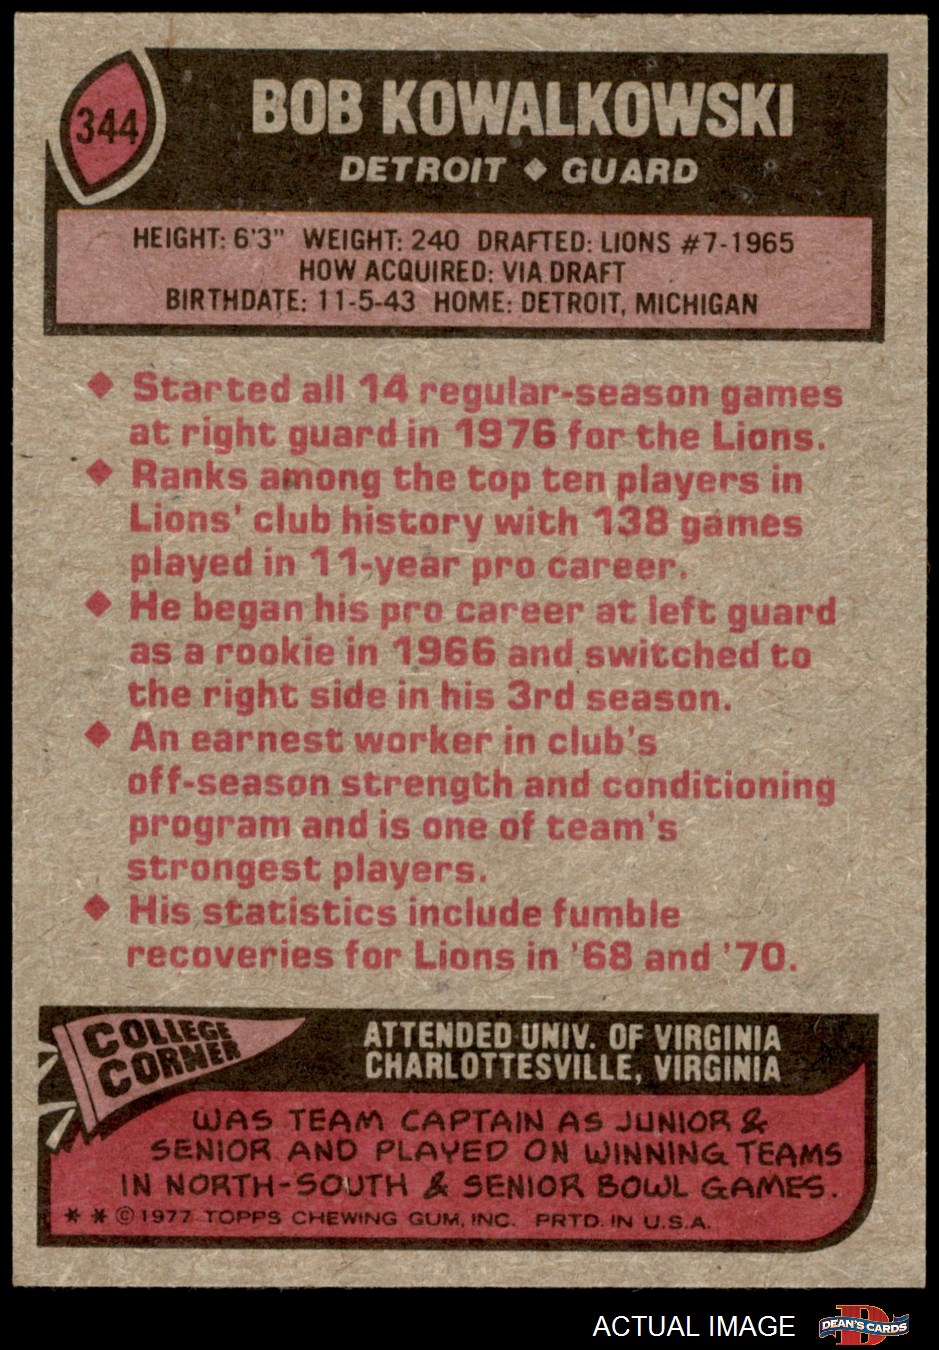 344
BOB KOWALKOWSKI
DETROIT ◆ GUARD
HEIGHT: 6'3" WEIGHT: 240 DRAFTED: LIONS #7-1965
HOW ACQUIRED: VIA DRAFT
BIRTHDATE: 11-5-43 HOME: DETROIT, MICHIGAN
◆ Started all 14 regular-season games
at right guard in 1976 for the Lions.
◆ Ranks among the top ten players in
Lions' club history with 138 games
played in 11-year pro career.
◆ He began his pro career at left guard
as a rookie in 1966 and switched to
the right side in his 3rd season.
◆ An earnest worker in club's
off-season strength and conditioning
program and is one of team's
strongest players.
◆ His statistics include fumble
recoveries for Lions in '68 and '70.
COLLEGE
CORNER
ATTENDED UNIV. OF VIRGINIA
CHARLOTTESVILLE, VIRGINIA
WAS TEAM CAPTAIN AS JUNIOR &
SENIOR AND PLAYED ON WINNING TEAMS
IN NORTH-SOUTH & SENIOR BOWL GAMES.
* * © 1977 TOPPS CHEWING GUM, INC. PRTD. IN U.S.A.
ACTUAL IMAGE
D
DEAN'S CARDS